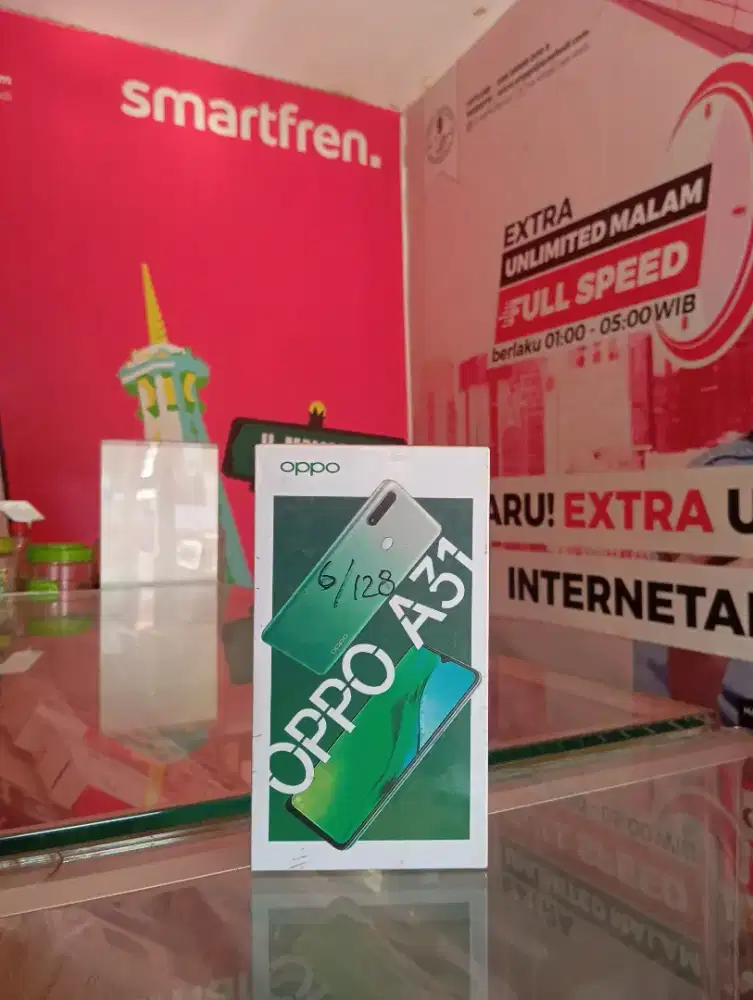 smartfren.
EXTRA
UNLIMITED MALAM
FULL SPEED
berlaku 01:00 - 05:00 WIB
ARU! EXTRA U
INTERNETA
oppo
6/128
oppo
OPPO A31